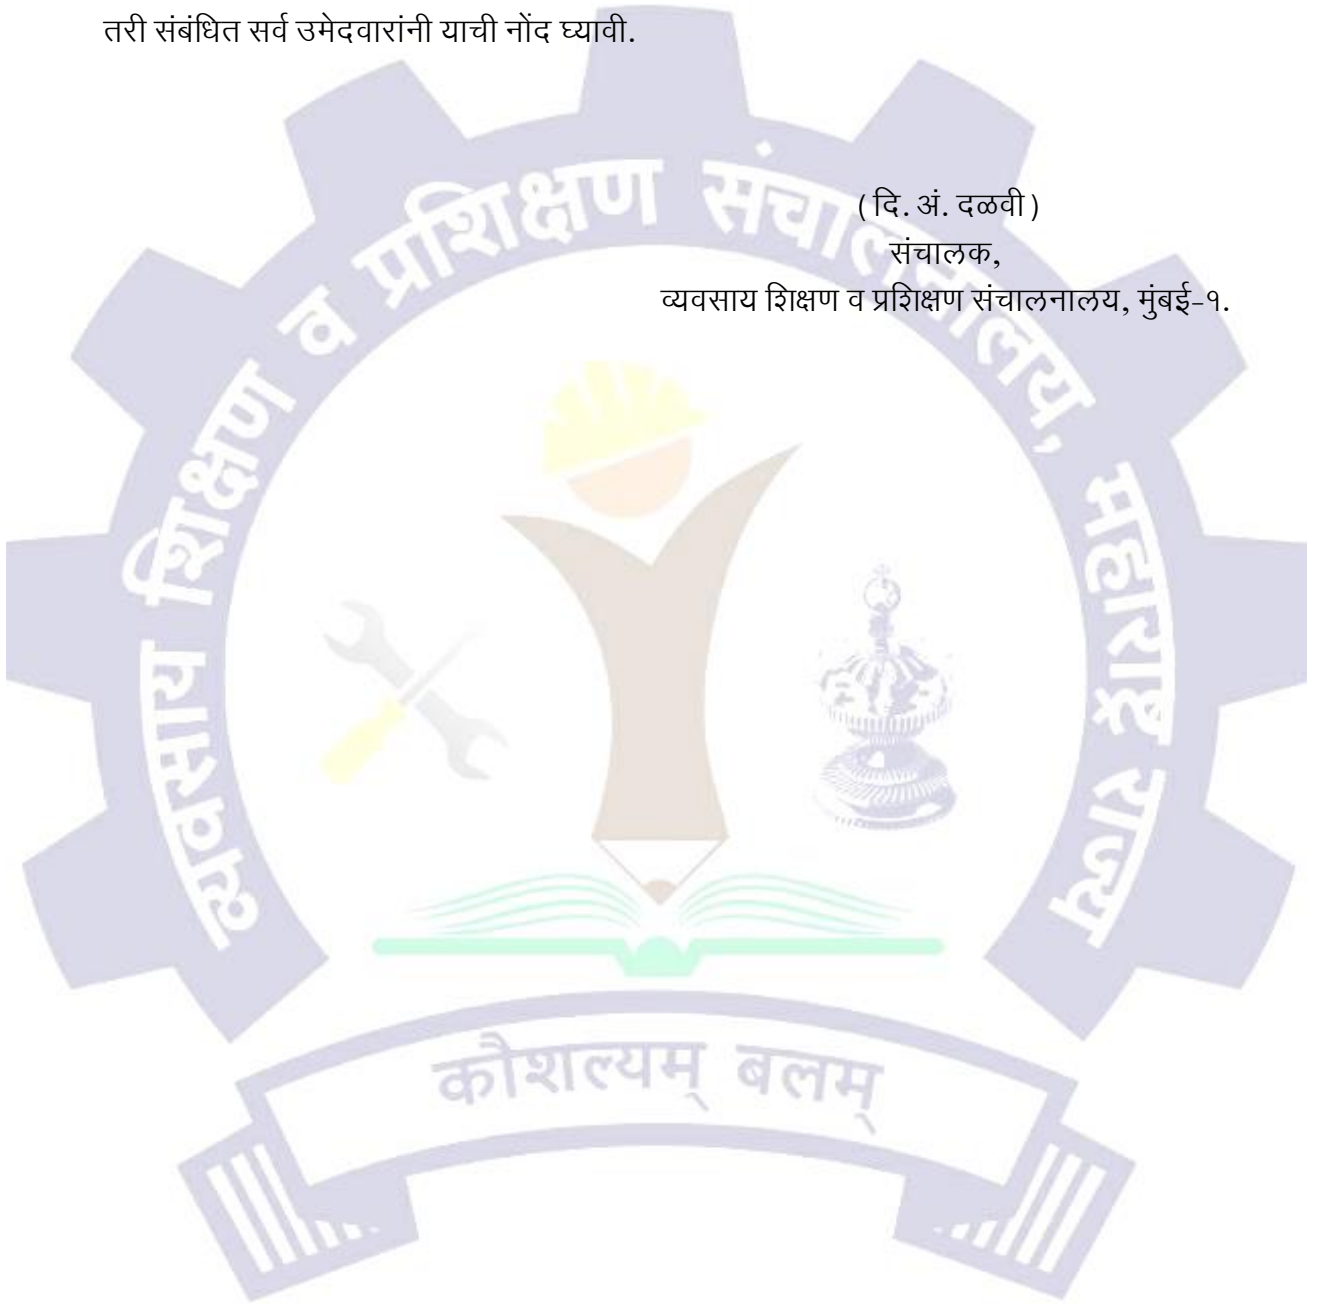 तरी संबंधित सर्व उमेदवारांनी याची नोंद घ्यावी.
(दि. अं. दळवी)
संचालक,
व्यवसाय शिक्षण व प्रशिक्षण संचालनालय, मुंबई-१.
व्यवसाय शिक्षण व प्रशिक्षण संचालनालय, महाराष्ट्र राज्य
कौशल्यम् बलम्